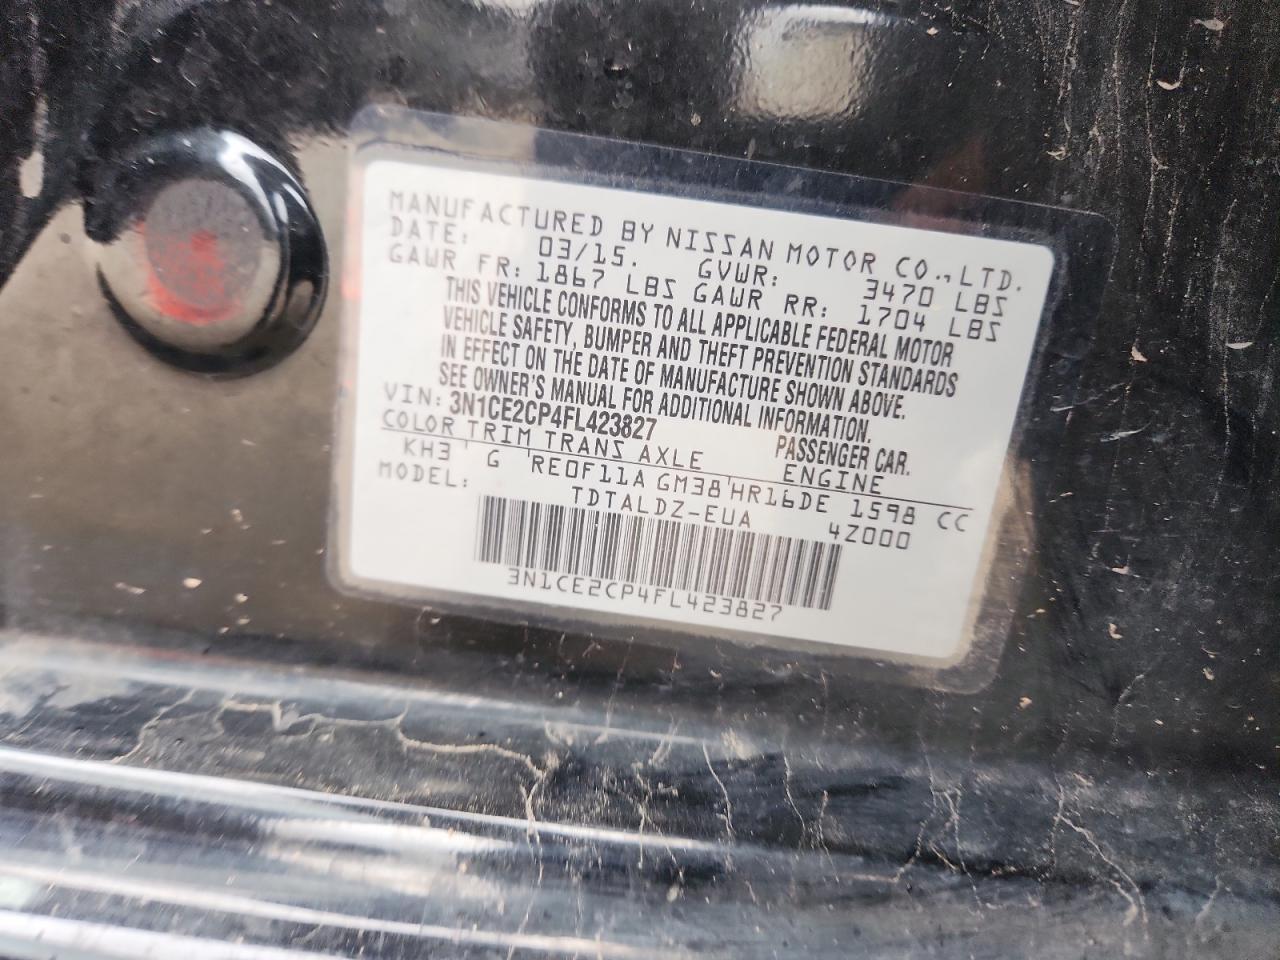 MANUFACTURED BY NISSAN MOTOR CO., LTD.
DATE: 03/15. GVWR: 3470 LBS
GAWR FR: 1867 LBS GAWR RR: 1704 LBS
THIS VEHICLE CONFORMS TO ALL APPLICABLE FEDERAL MOTOR
VEHICLE SAFETY, BUMPER AND THEFT PREVENTION STANDARDS
IN EFFECT ON THE DATE OF MANUFACTURE SHOWN ABOVE.
SEE OWNER'S MANUAL FOR ADDITIONAL INFORMATION.
VIN: 3N1CE2CP4FL423827 PASSENGER CAR.
COLOR TRIM TRANS AXLE ENGINE
KH3 G RE0F11A GM38 HR16DE 1598 CC
MODEL: TDTALDZ-EUA 4Z000
3N1CE2CP4FL423827